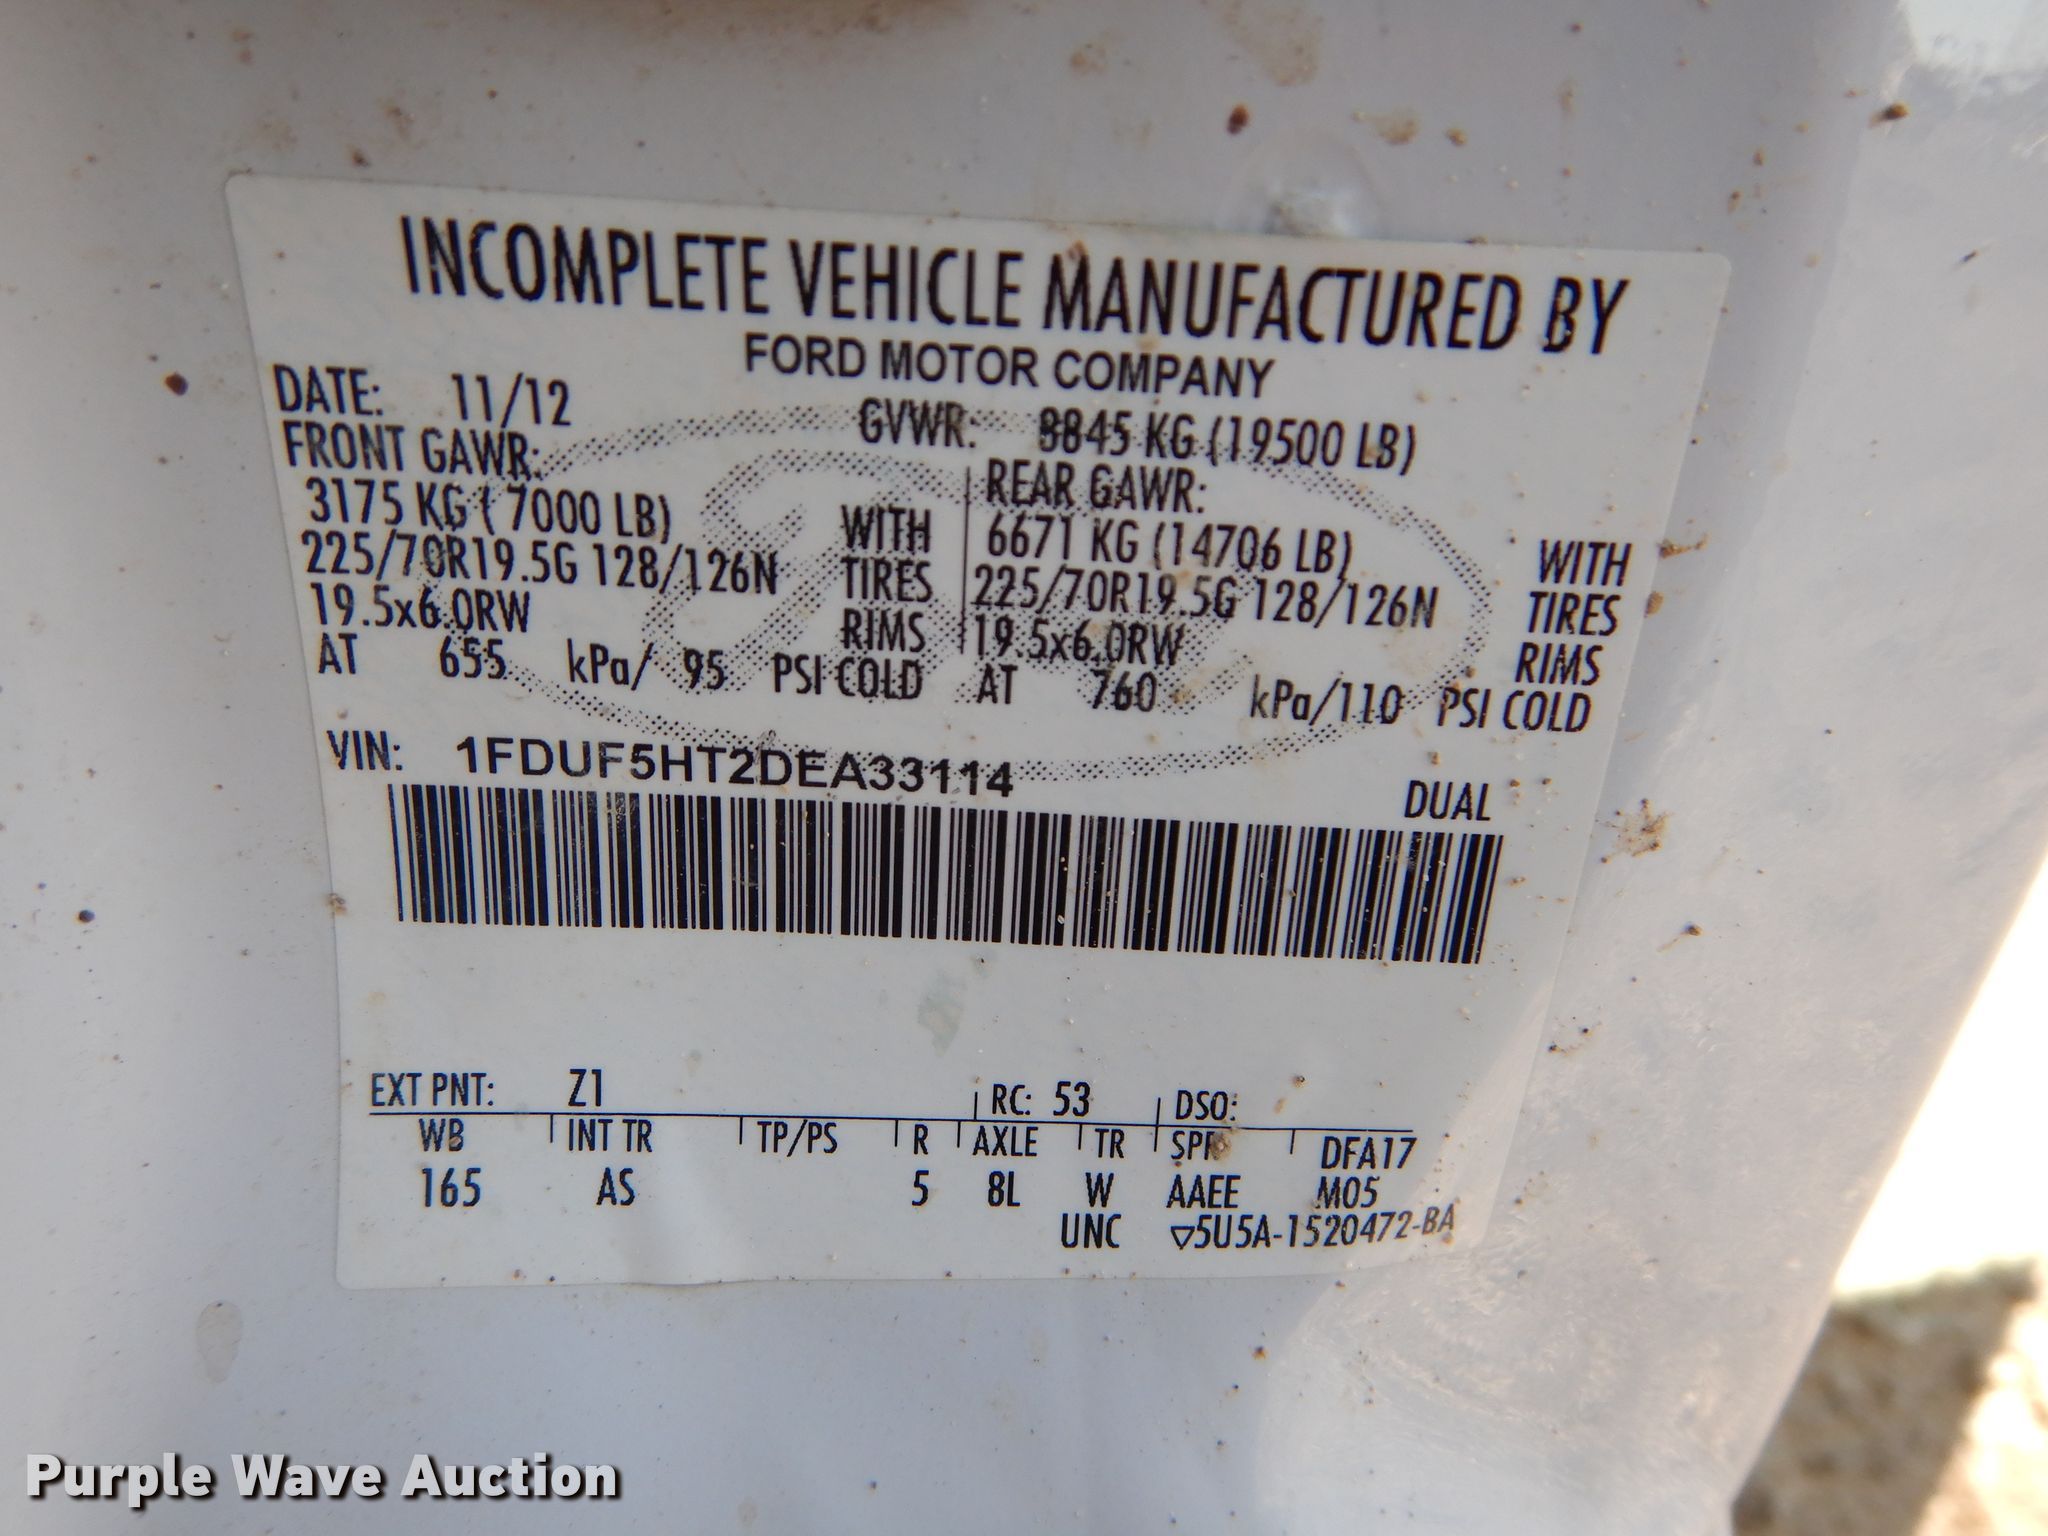 INCOMPLETE VEHICLE MANUFACTURED BY
FORD MOTOR COMPANY
DATE: 11/12 GVWR: 8845 KG (19500 LB)
FRONT GAWR: REAR GAWR:
3175 KG ( 7000 LB) WITH 6671 KG (14706 LB) WITH
225/70R19.5G 128/126N TIRES 225/70R19.5G 128/126N TIRES
19.5x6.0RW RIMS 19.5x6.0RW RIMS
AT 655 kPa/ 95 PSI COLD AT 760 kPa/110 PSI COLD
VIN: 1FDUF5HT2DEA33114
DUAL
EXT PNT: Z1 RC: 53 DSO:
WB INT TR TP/PS R AXLE TR SPR DFA17
165 AS 5 8L W AAEE M05
UNC ▽5U5A-1520472-BA
Purple Wave Auction